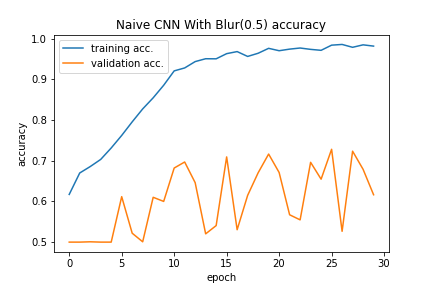 Naive CNN With Blur(0.5) accuracy
1.0
training acc.
validation acc.
0.9
0.8
accuracy
0.7
0.6
0.5
0 5 10 15 20 25 30
epoch